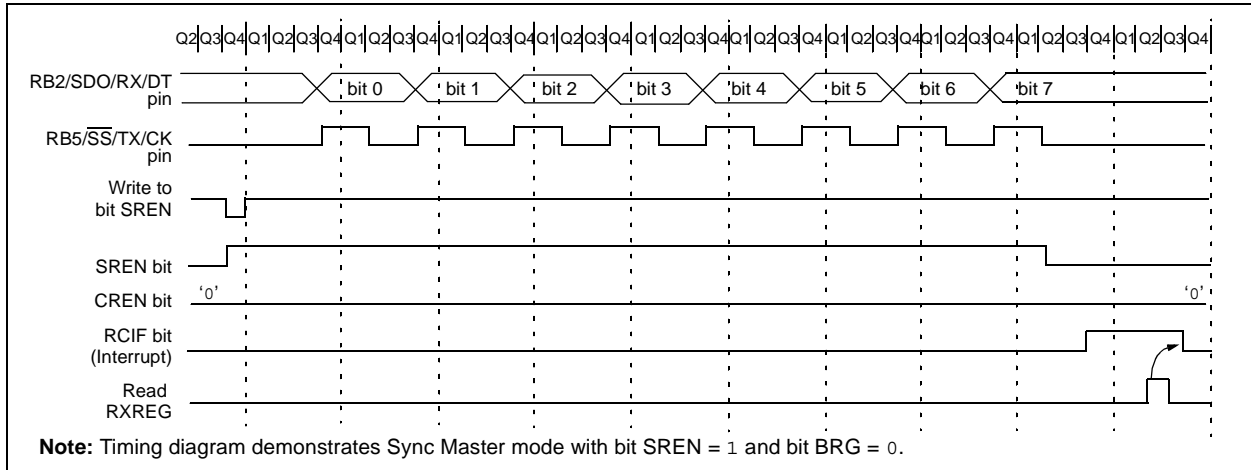 Q2 Q3 Q4 Q1 Q2 Q3 Q4 Q1 Q2 Q3 Q4 Q1 Q2 Q3 Q4 Q1 Q2 Q3 Q4 Q1 Q2 Q3 Q4 Q1 Q2 Q3 Q4 Q1 Q2 Q3 Q4 Q1 Q2 Q3 Q4 Q1 Q2 Q3 Q4 Q1 Q2 Q3 Q4
RB2/SDO/RX/DT
pin
bit 0 bit 1 bit 2 bit 3 bit 4 bit 5 bit 6 bit 7
RB5/SS/TX/CK
pin
Write to
bit SREN
SREN bit
CREN bit
‘0’ ‘0’
RCIF bit
(Interrupt)
Read
RXREG
Note: Timing diagram demonstrates Sync Master mode with bit SREN = 1 and bit BRG = 0.